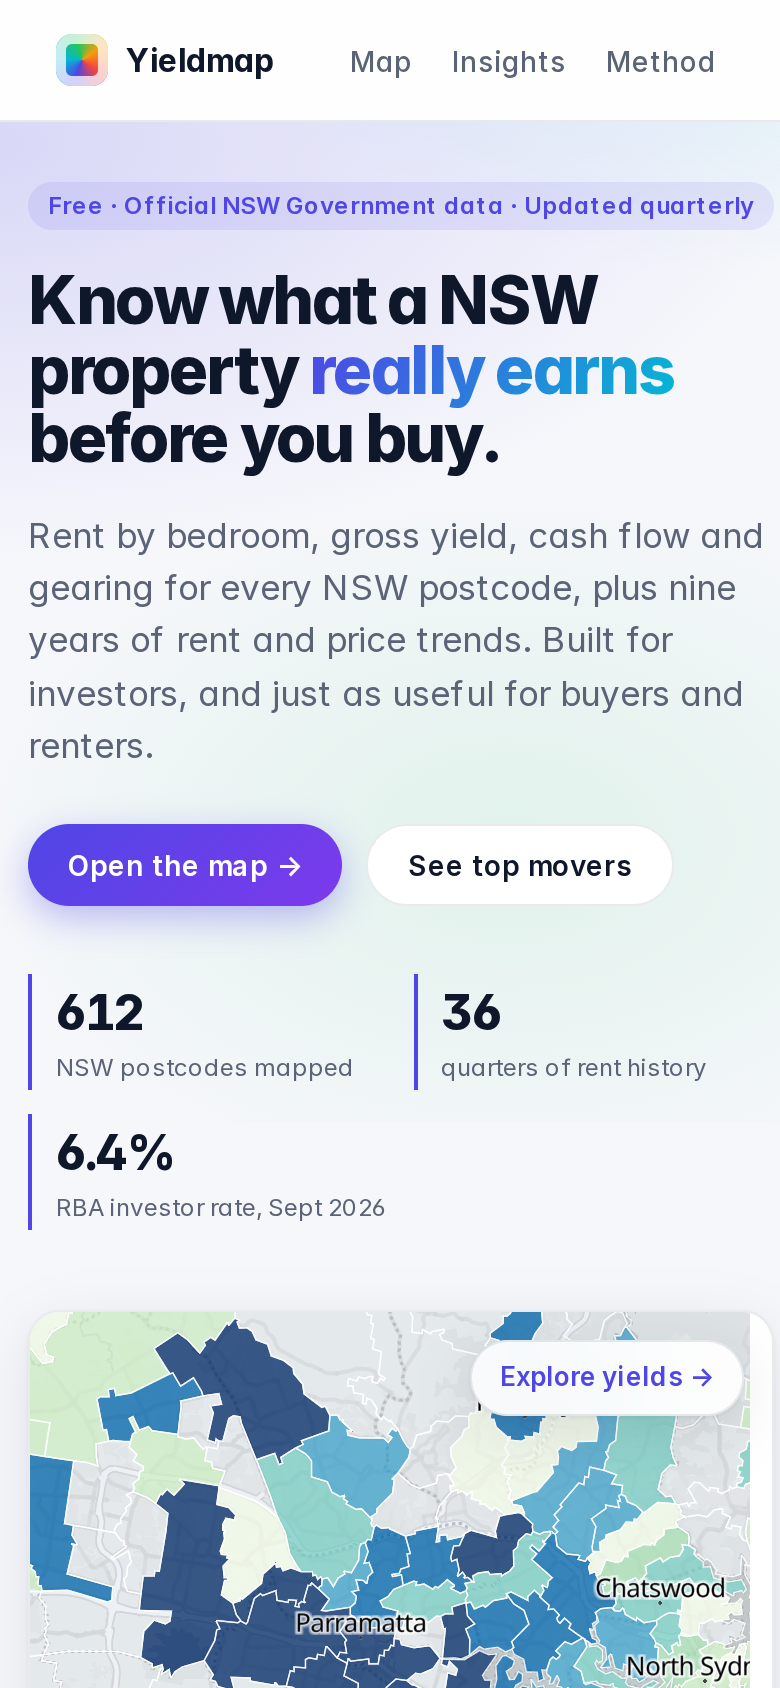 Yieldmap
Map
Insights
Method
Free · Official NSW Government data · Updated quarterly
Know what a NSW
property really earns
before you buy.
Rent by bedroom, gross yield, cash flow and
gearing for every NSW postcode, plus nine
years of rent and price trends. Built for
investors, and just as useful for buyers and
renters.
Open the map →
See top movers
612
NSW postcodes mapped
36
quarters of rent history
6.4%
RBA investor rate, Sept 2026
Explore yields →
Chatswood
Parramatta
North Sydn